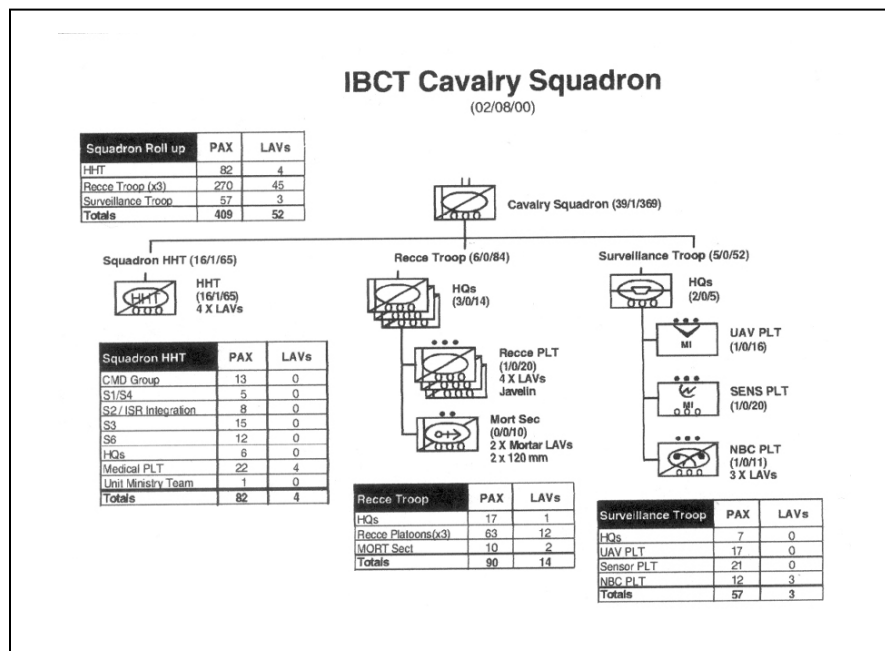 IBCT Cavalry Squadron
(02/08/00)
Squadron Roll up PAX LAVs
HHT 82 4
Recce Troop (x3) 270 45
Surveillance Troop 57 3
Totals 409 52
Cavalry Squadron (39/1/369)
Squadron HHT (16/1/65)
HHT
HHT
(16/1/65)
4 X LAVs
Recce Troop (6/0/84)
HQs
(3/0/14)
Recce PLT
(1/0/20)
4 X LAVs
Javelin
Mort Sec
(0/0/10)
2 X Mortar LAVs
2 x 120 mm
Surveillance Troop (5/0/52)
HQs
(2/0/5)
MI
UAV PLT
(1/0/16)
MI
SENS PLT
(1/0/20)
NBC PLT
(1/0/11)
3 X LAVs
Squadron HHT PAX LAVs
CMD Group 13 0
S1/S4 5 0
S2 / ISR Integration 8 0
S3 15 0
S6 12 0
HQs 6 0
Medical PLT 22 4
Unit Ministry Team 1 0
Totals 82 4
Recce Troop PAX LAVs
HQs 17 1
Recce Platoons(x3) 63 12
MORT Sect 10 2
Totals 90 14
Surveillance Troop PAX LAVs
HQs 7 0
UAV PLT 17 0
Sensor PLT 21 0
NBC PLT 12 3
Totals 57 3